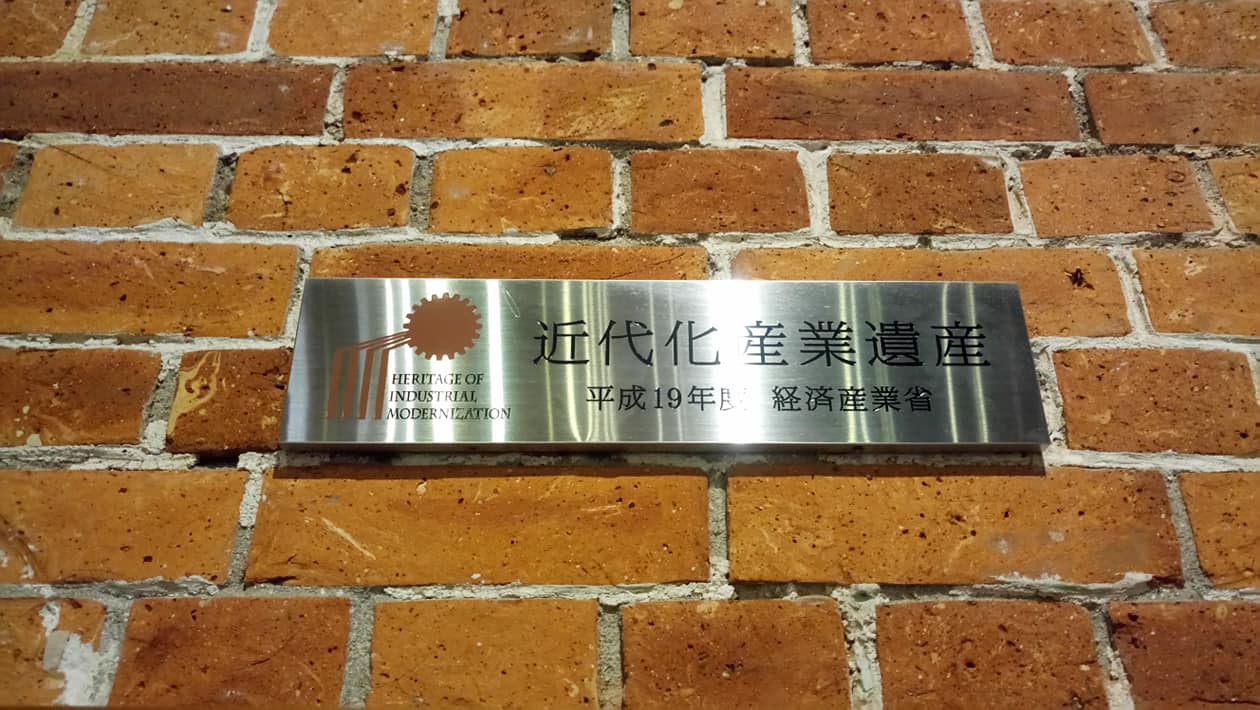 HERITAGE OF
INDUSTRIAL
MODERNIZATION
近代化産業遺産
平成19年度 経済産業省